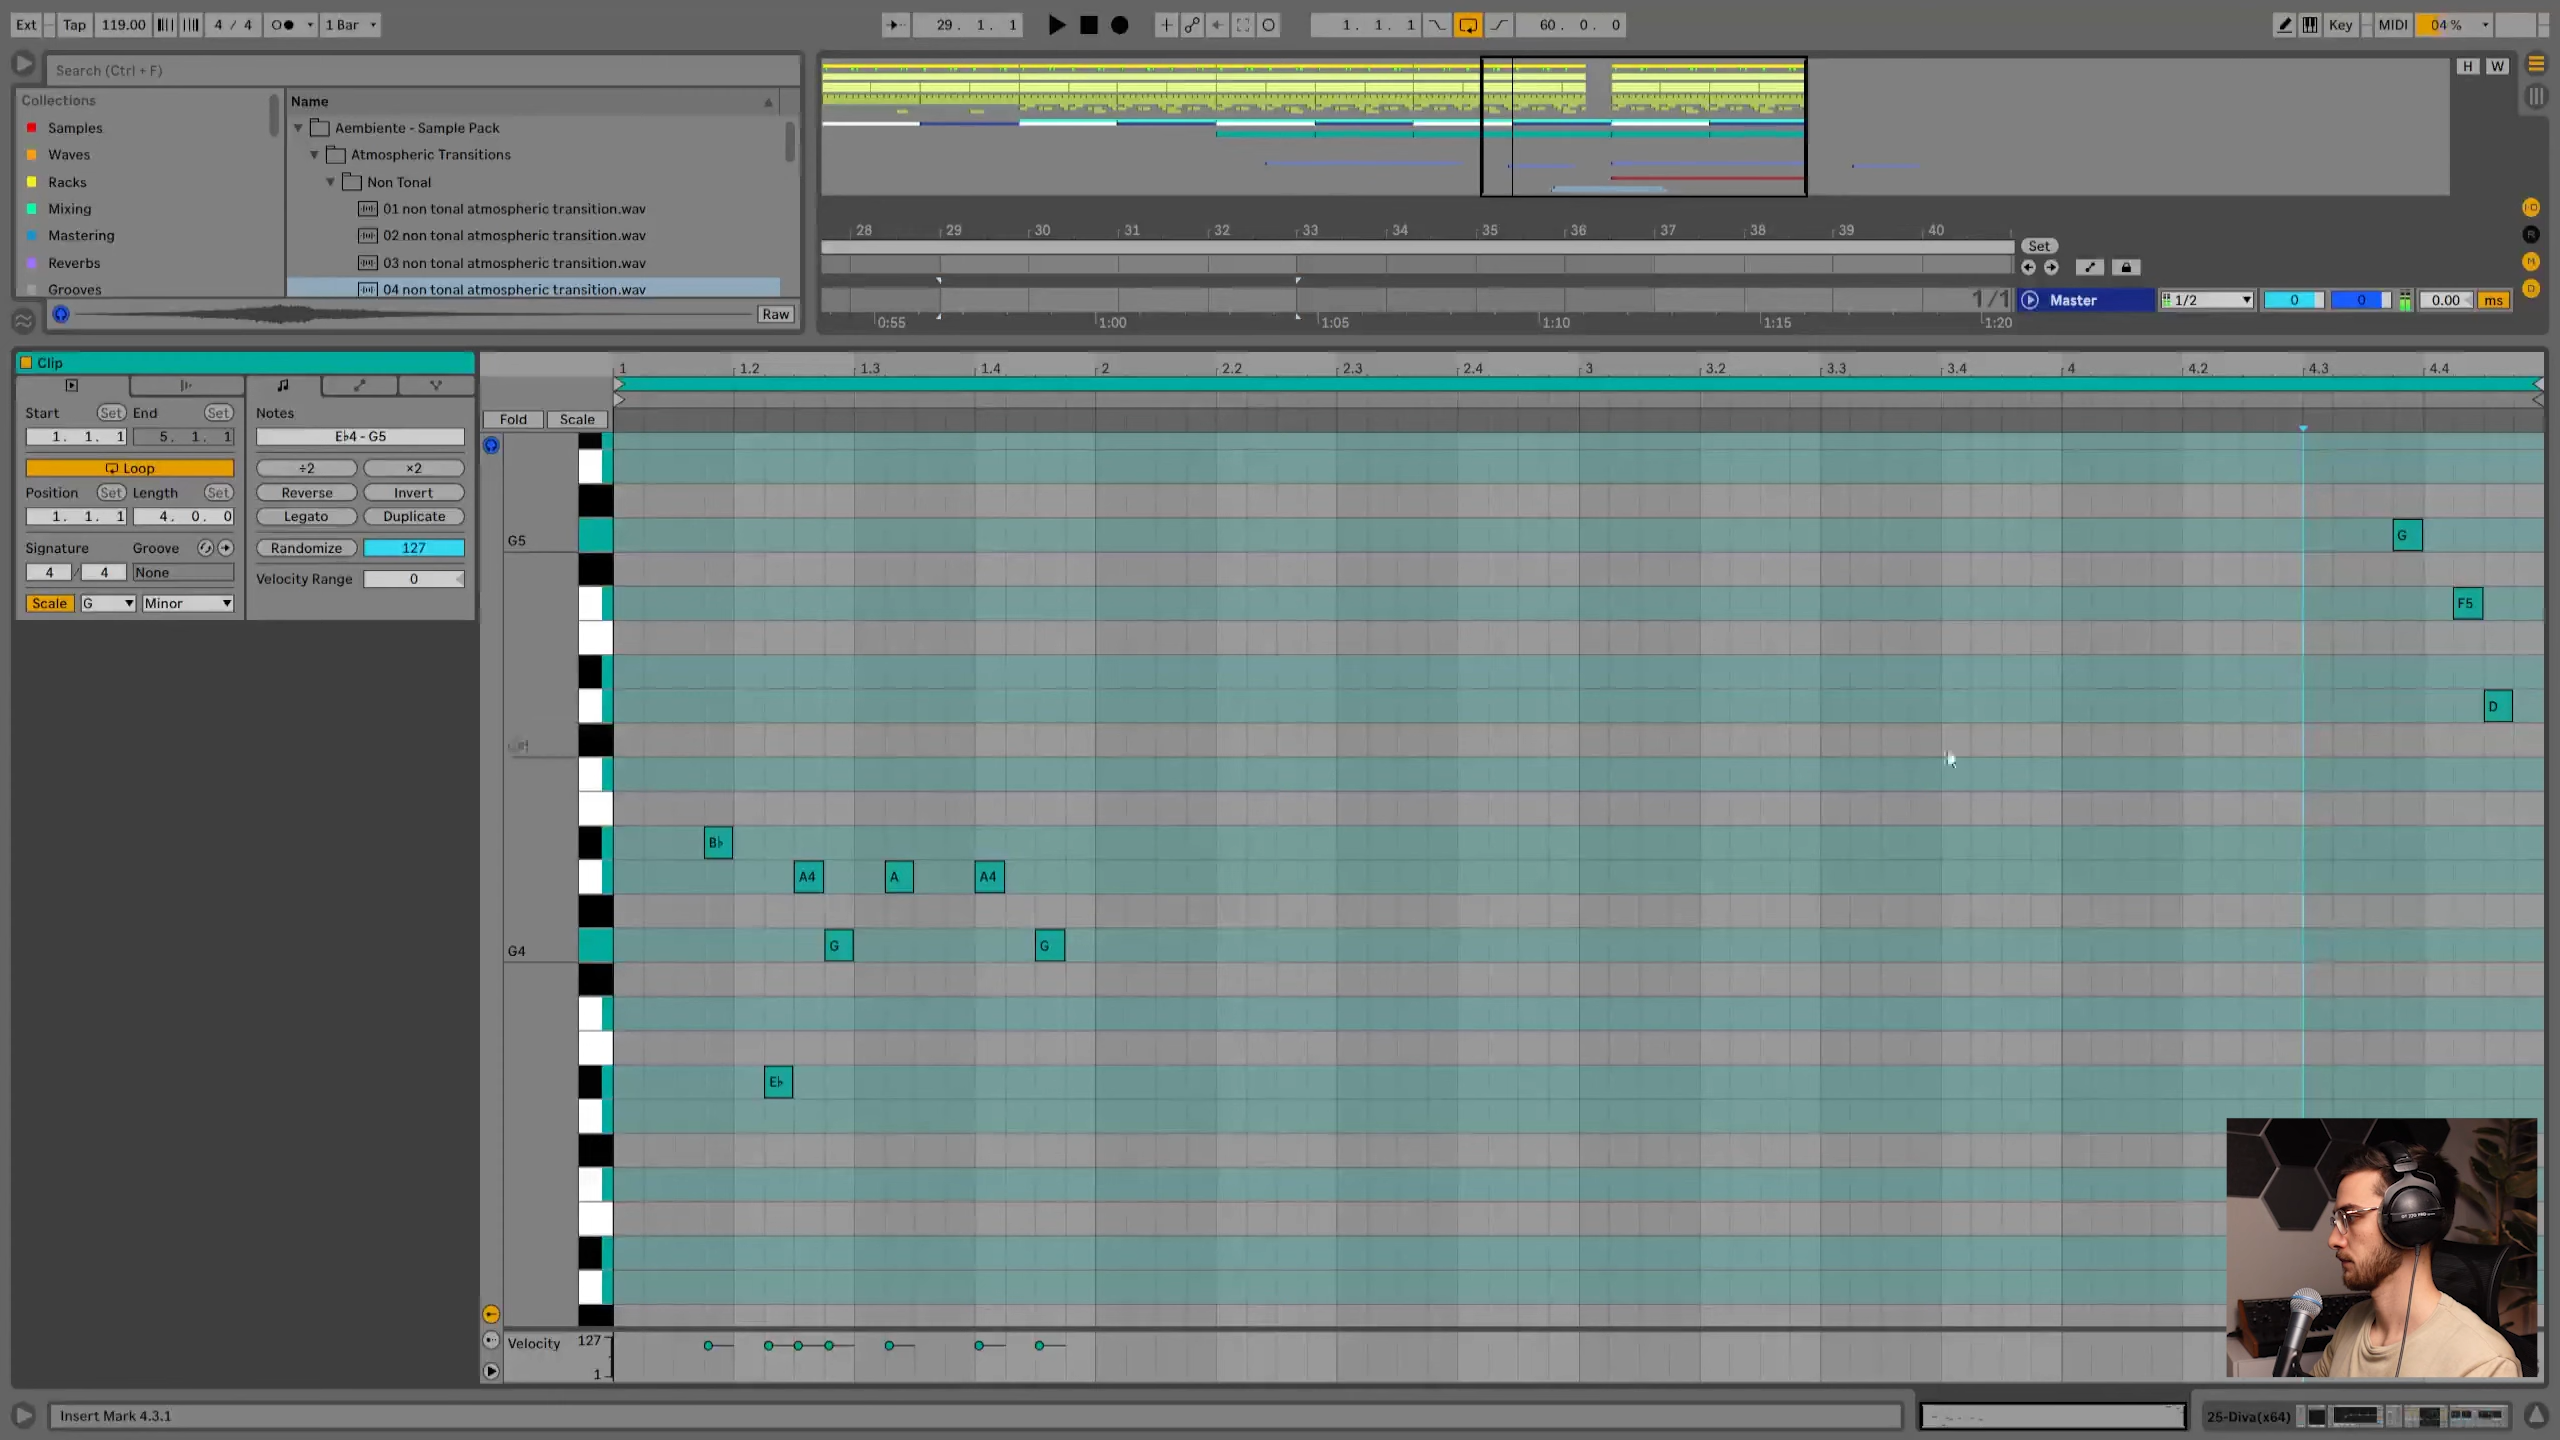 Ext Tap 119.00 4 / 4 1 Bar 29. 1. 1 1. 1. 1 60. 0. 0 Key MIDI 04 %
Search (Ctrl + F)
H W
Collections
Samples
Waves
Racks
Mixing
Mastering
Reverbs
Grooves
Name
Aembiente - Sample Pack
Atmospheric Transitions
Non Tonal
01 non tonal atmospheric transition.wav
02 non tonal atmospheric transition.wav
03 non tonal atmospheric transition.wav
04 non tonal atmospheric transition.wav
Raw
28 29 30 31 32 33 34 35 36 37 38 39 40
Set
1/1
Master 1/2 0 0 0.00 ms
0:55 1:00 1:05 1:10 1:15 1:20
R
M
D
Clip
Start Set End Set
1. 1. 1 5. 1. 1
Loop
Position Set Length Set
1. 1. 1 4. 0. 0
Signature Groove
4 / 4 None
Scale G Minor
Notes
E♭4 - G5
÷2 ×2
Reverse Invert
Legato Duplicate
Randomize 127
Velocity Range 0
1 1.2 1.3 1.4 2 2.2 2.3 2.4 3 3.2 3.3 3.4 4 4.2 4.3 4.4
Fold Scale
G5
G
F5
D
B♭
A4 A A4
G4
G G
E♭
Velocity 127
1
Insert Mark 4.3.1
25-Diva(x64)